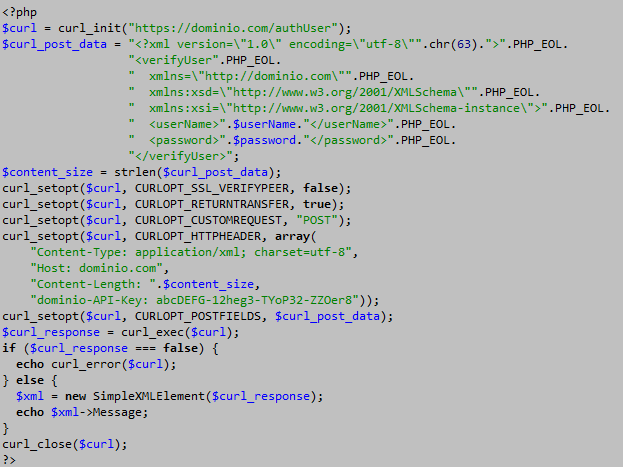 <?php
$curl = curl_init("https://dominio.com/authUser");
$curl_post_data = "<?xml version=\"1.0\" encoding=\"utf-8\"".chr(63).">".PHP_EOL.
                  "<verifyUser".PHP_EOL.
                  "  xmlns=\"http://dominio.com\"".PHP_EOL.
                  "  xmlns:xsd=\"http://www.w3.org/2001/XMLSchema\"".PHP_EOL.
                  "  xmlns:xsi=\"http://www.w3.org/2001/XMLSchema-instance\">".PHP_EOL.
                  "  <userName>".$userName."</userName>".PHP_EOL.
                  "  <password>".$password."</password>".PHP_EOL.
                  "</verifyUser>";
$content_size = strlen($curl_post_data);
curl_setopt($curl, CURLOPT_SSL_VERIFYPEER, false);
curl_setopt($curl, CURLOPT_RETURNTRANSFER, true);
curl_setopt($curl, CURLOPT_CUSTOMREQUEST, "POST");
curl_setopt($curl, CURLOPT_HTTPHEADER, array(
    "Content-Type: application/xml; charset=utf-8",
    "Host: dominio.com",
    "Content-Length: ".$content_size,
    "dominio-API-Key: abcDEFG-12heg3-TYoP32-ZZOer8"));
curl_setopt($curl, CURLOPT_POSTFIELDS, $curl_post_data);
$curl_response = curl_exec($curl);
if ($curl_response === false) {
  echo curl_error($curl);
} else {
  $xml = new SimpleXMLElement($curl_response);
  echo $xml->Message;
}
curl_close($curl);
?>